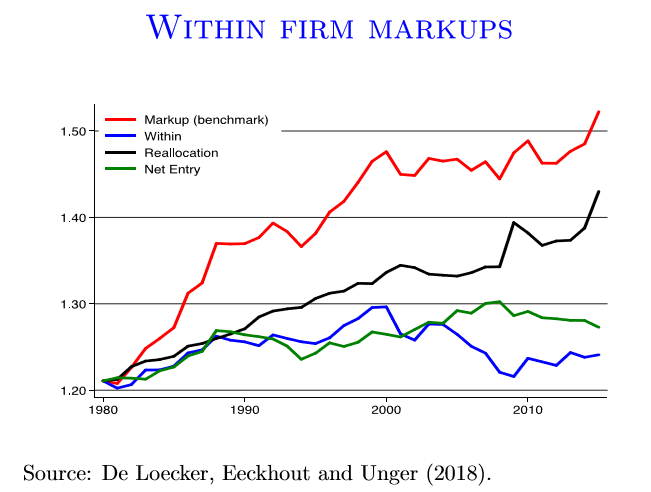 Within firm markups
Markup (benchmark)
Within
Reallocation
Net Entry
1.50
1.40
1.30
1.20
1980
1990
2000
2010
Source: De Loecker, Eeckhout and Unger (2018).